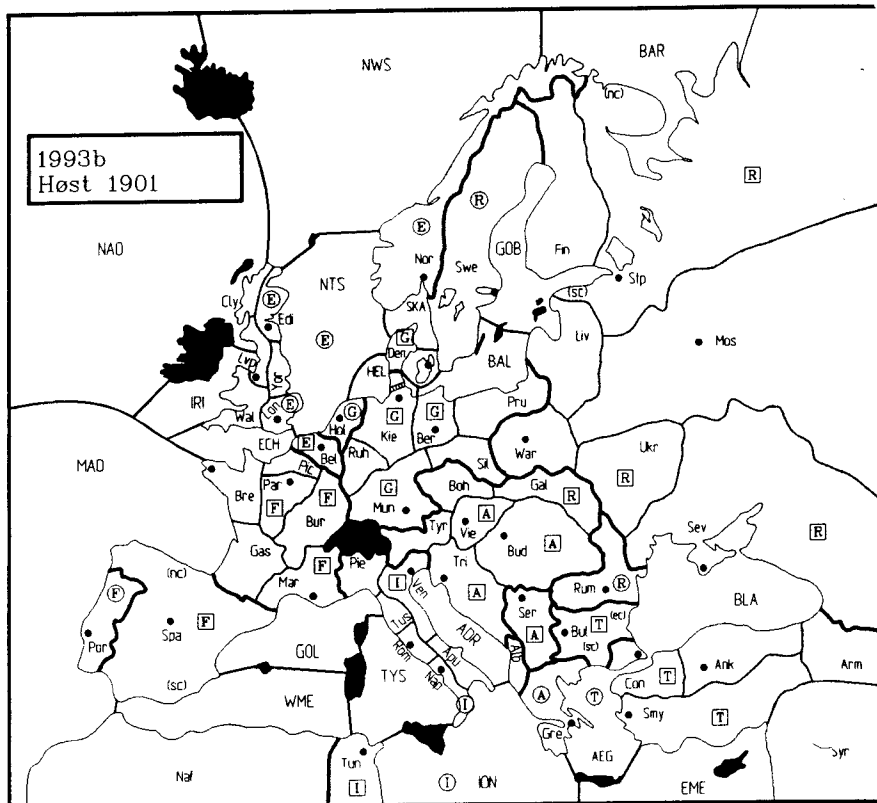 NWS
BAR
(nc)
1993b
Høst 1901
R
E
R
NAO
Nor
Swe
GOB
Fin
Stp
(sc)
NTS
Cly
E
Edi
SKA
E
G
Den
Mos
Liv
BAL
Lvp
Yor
HEL
IRI
Wal
Lon
E
Hol
G
G
Kie
G
Ber
Pru
War
Ukr
MAO
ECH
E
Bel
Ruh
Sil
R
Pic
Par
F
F
Bur
Bre
G
Mun
Boh
Gal
R
Tyr
Vie
A
Bud
A
Sev
R
Gas
Mar
F
Pie
I
Ven
Tri
A
Rum
R
BLA
(nc)
F
Por
Spa
F
(sc)
GOL
Tus
Rom
ADR
Apu
Nap
Ser
A
Bul
T
(ec)
(sc)
Alb
Con
T
Ank
Arm
WME
TYS
I
A
T
Gre
Smy
T
Naf
Tun
I
I
ION
AEG
EME
Syr